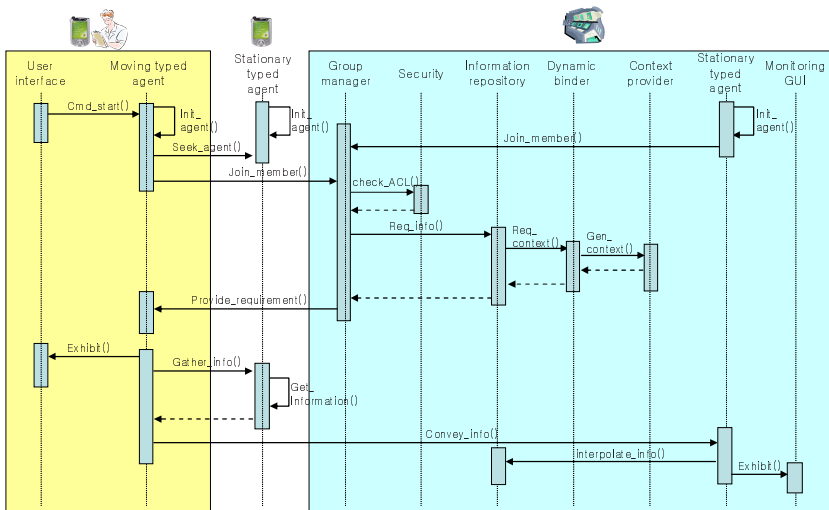 User
interface
Moving typed
agent
Stationary
typed
agent
Group
manager
Security
Information
repository
Dynamic
binder
Context
provider
Stationary
typed
agent
Monitoring
GUI
Cmd_start()
Init_
agent()
Init_
agent()
Init_
agent()
Join_member()
Seek_agent()
Join_member()
check_ACL()
Req_info()
Req_
context()
Gen_
context()
Provide_requirement()
Exhibit()
Gather_info()
Get_
Information()
Convey_info()
interpolate_info()
Exhibit()